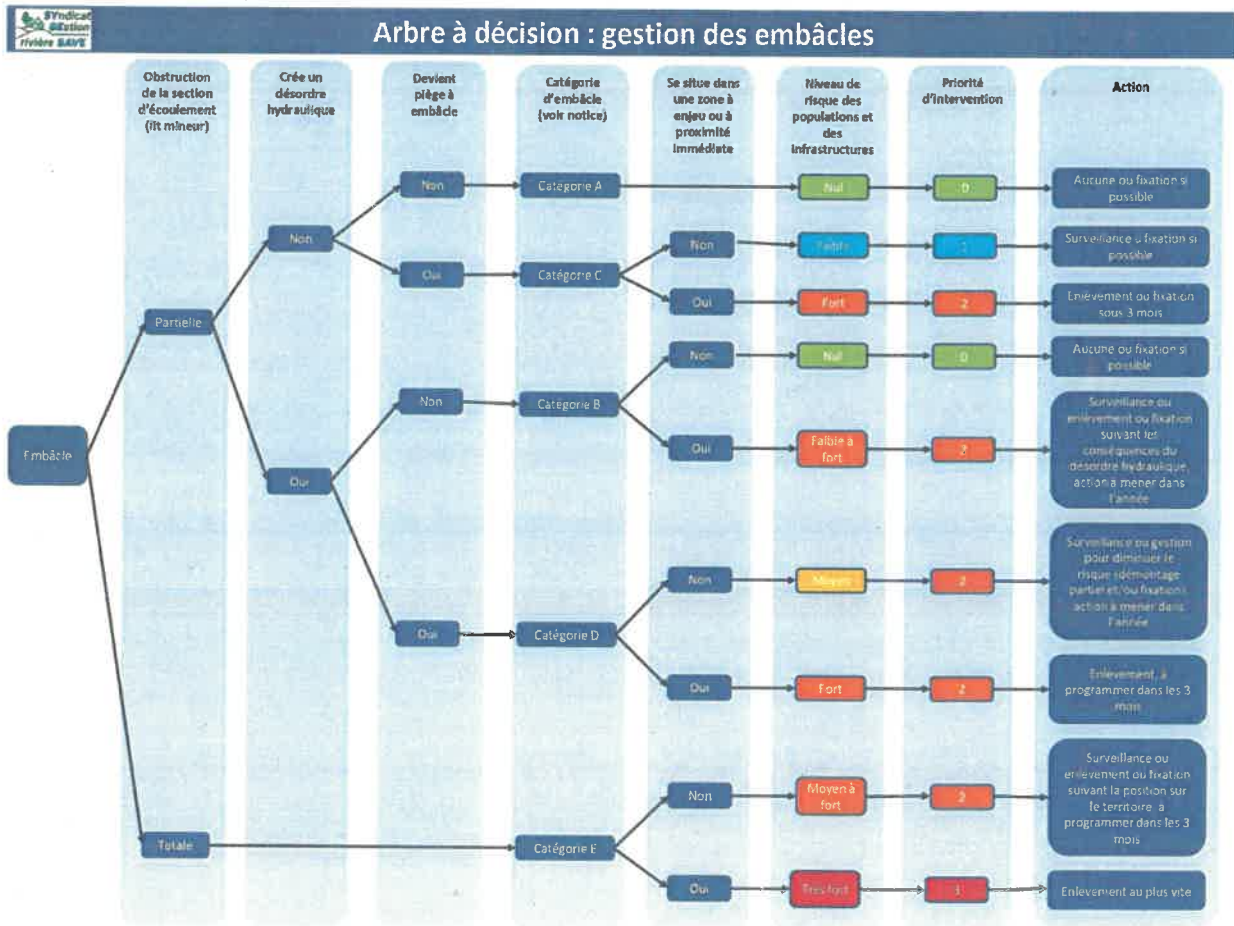 SYndicat
GEstion
rivière SAVE
Arbre à décision : gestion des embâcles
Obstruction
de la section
d'écoulement
(lit mineur)
Crée un
désordre
hydraulique
Devient
piège à
embâcle
Catégorie
d'embâcle
(voir notice)
Se situe dans
une zone à
enjeu ou à
proximité
immédiate
Niveau de
risque des
populations et
des
infrastructures
Priorité
d'intervention
Action
Non
Catégorie A
Nul
0
Aucune ou fixation si
possible
Non
Non
Faible
1
Surveillance u fixation si
possible
Oui
Catégorie C
Oui
Fort
2
Enlèvement ou fixation
sous 3 mois
Partielle
Non
Nul
0
Aucune ou fixation si
possible
Non
Catégorie B
Oui
Faible à
fort
2
Surveillance ou
enlèvement ou fixation
suivant les
conséquences du
désordre hydraulique,
action à mener dans
l'année
Embâcle
Oui
Non
Moyen
2
Surveillance ou gestion
pour diminuer le
risque (démontage
partiel et/ou fixation),
action à mener dans
l'année
Oui
Catégorie D
Oui
Fort
2
Enlèvement, à
programmer dans les 3
mois
Non
Moyen à
fort
2
Surveillance ou
enlèvement ou fixation
suivant la position sur
le territoire, à
programmer dans les 3
mois
Totale
Catégorie E
Oui
Très fort
3
Enlèvement au plus vite